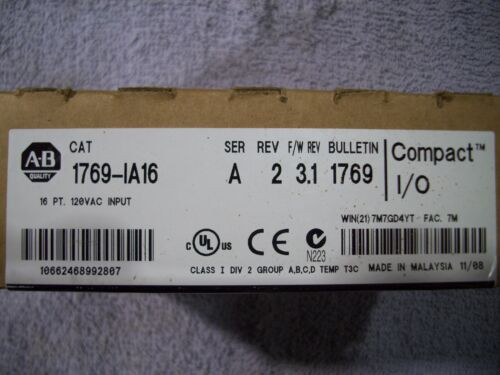 A-B
QUALITY
CAT
1769-IA16
16 PT. 120VAC INPUT
10662468992807
SER REV F/W REV BULLETIN
A 2 3.1 1769
Compact™
I/O
WIN(21)7M7GD4YT- FAC. 7M
C UL US
LISTED
CE
N223
CLASS I DIV 2 GROUP A,B,C,D TEMP T3C MADE IN MALAYSIA 11/08